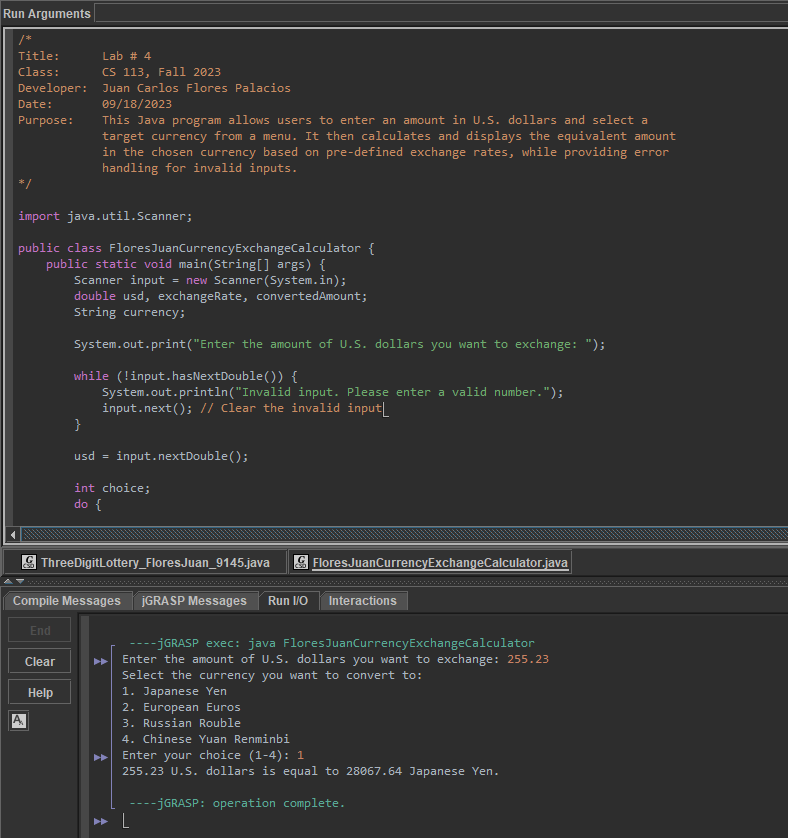 Run Arguments
/*
Title:      Lab # 4
Class:      CS 113, Fall 2023
Developer:  Juan Carlos Flores Palacios
Date:       09/18/2023
Purpose:    This Java program allows users to enter an amount in U.S. dollars and select a
            target currency from a menu. It then calculates and displays the equivalent amount
            in the chosen currency based on pre-defined exchange rates, while providing error
            handling for invalid inputs.
*/
import java.util.Scanner;
public class FloresJuanCurrencyExchangeCalculator {
    public static void main(String[] args) {
        Scanner input = new Scanner(System.in);
        double usd, exchangeRate, convertedAmount;
        String currency;
        System.out.print("Enter the amount of U.S. dollars you want to exchange: ");
        while (!input.hasNextDouble()) {
            System.out.println("Invalid input. Please enter a valid number.");
            input.next(); // Clear the invalid input
        }
        usd = input.nextDouble();
        int choice;
        do {
G CSD ThreeDigitLottery_FloresJuan_9145.java G CSD FloresJuanCurrencyExchangeCalculator.java
Compile Messages jGRASP Messages Run I/O Interactions
End
Clear
Help
A
 ----jGRASP exec: java FloresJuanCurrencyExchangeCalculator
Enter the amount of U.S. dollars you want to exchange: 255.23
Select the currency you want to convert to:
1. Japanese Yen
2. European Euros
3. Russian Rouble
4. Chinese Yuan Renminbi
Enter your choice (1-4): 1
255.23 U.S. dollars is equal to 28067.64 Japanese Yen.
 ----jGRASP: operation complete.